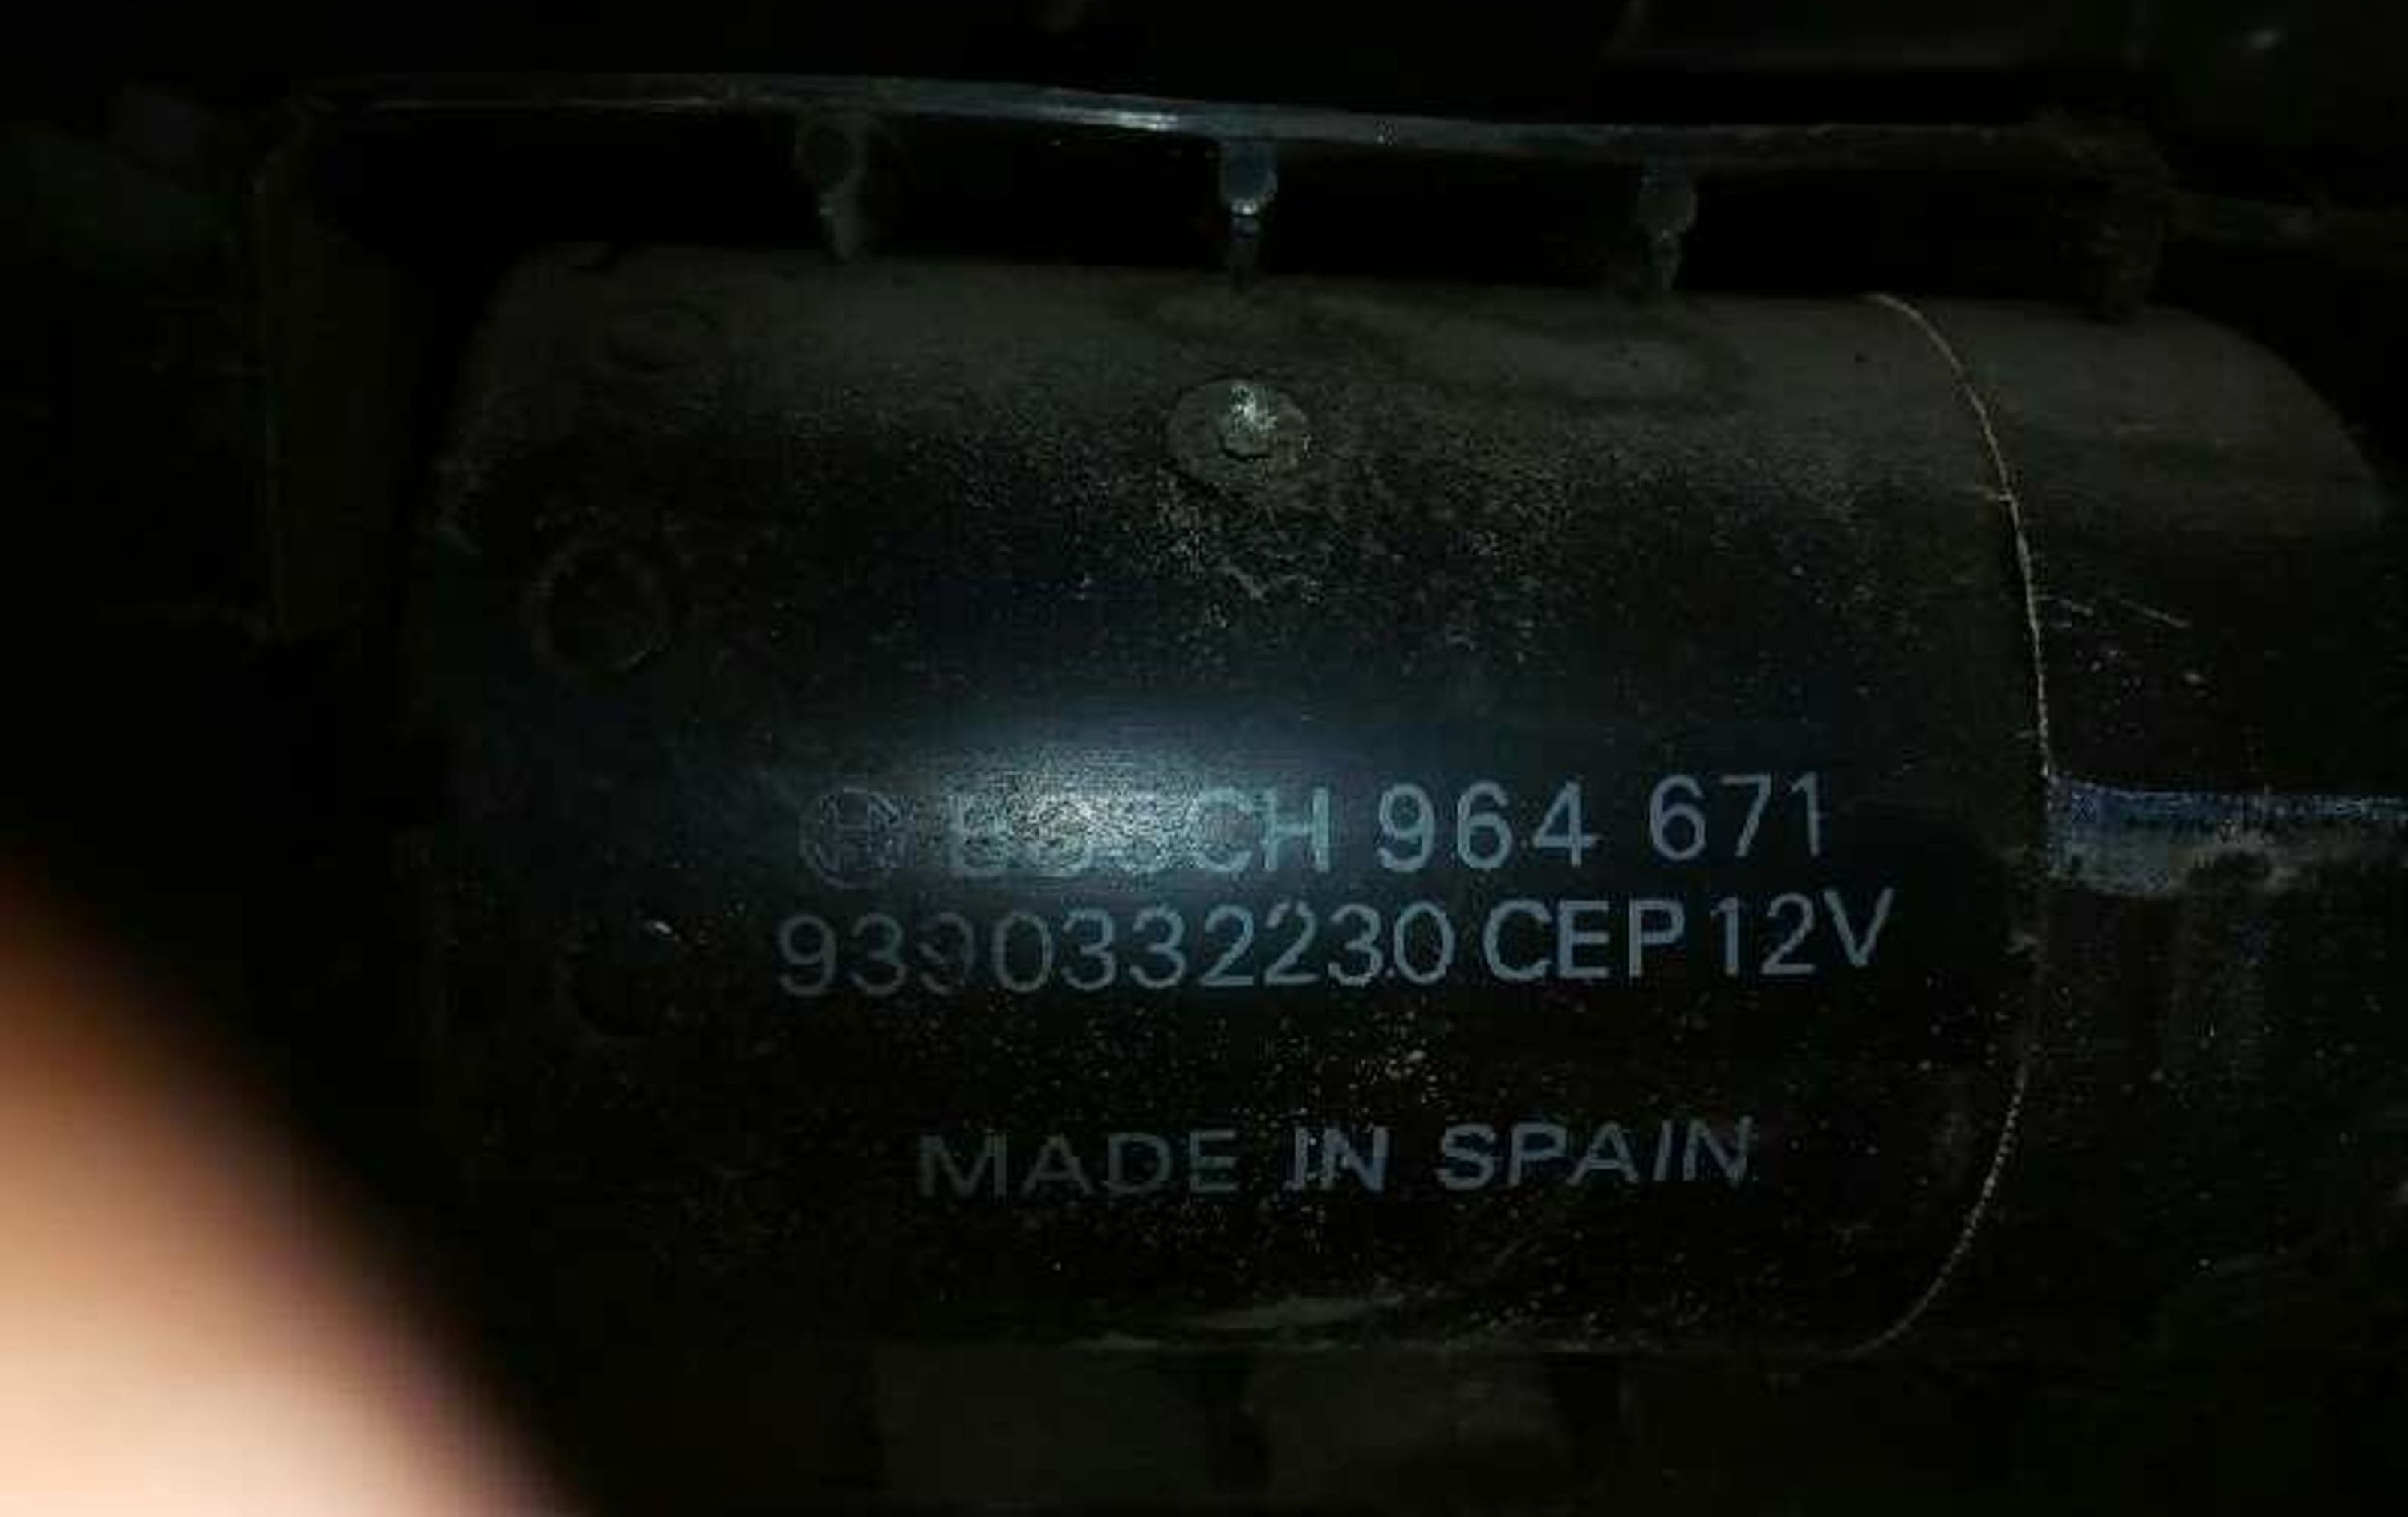 BOSCH 964 671
9390332230 CEP 12V
MADE IN SPAIN